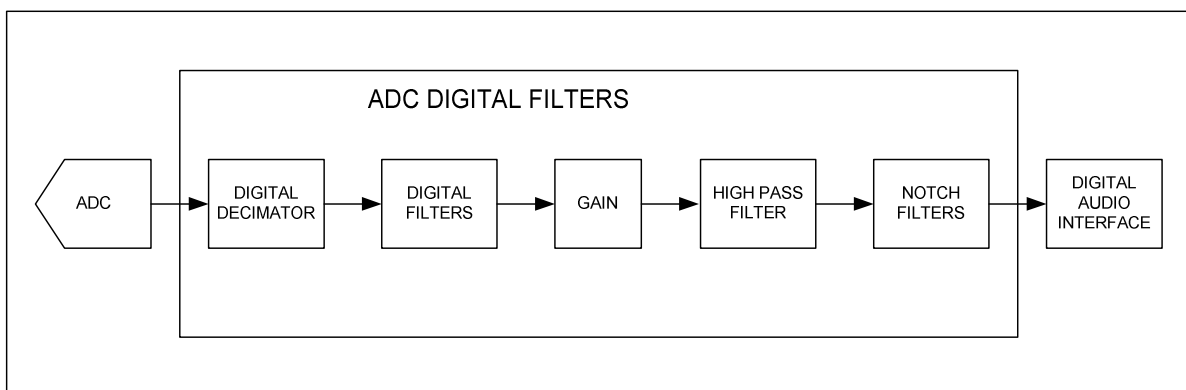 ADC DIGITAL FILTERS
ADC
DIGITAL
DECIMATOR
DIGITAL
FILTERS
GAIN
HIGH PASS
FILTER
NOTCH
FILTERS
DIGITAL
AUDIO
INTERFACE